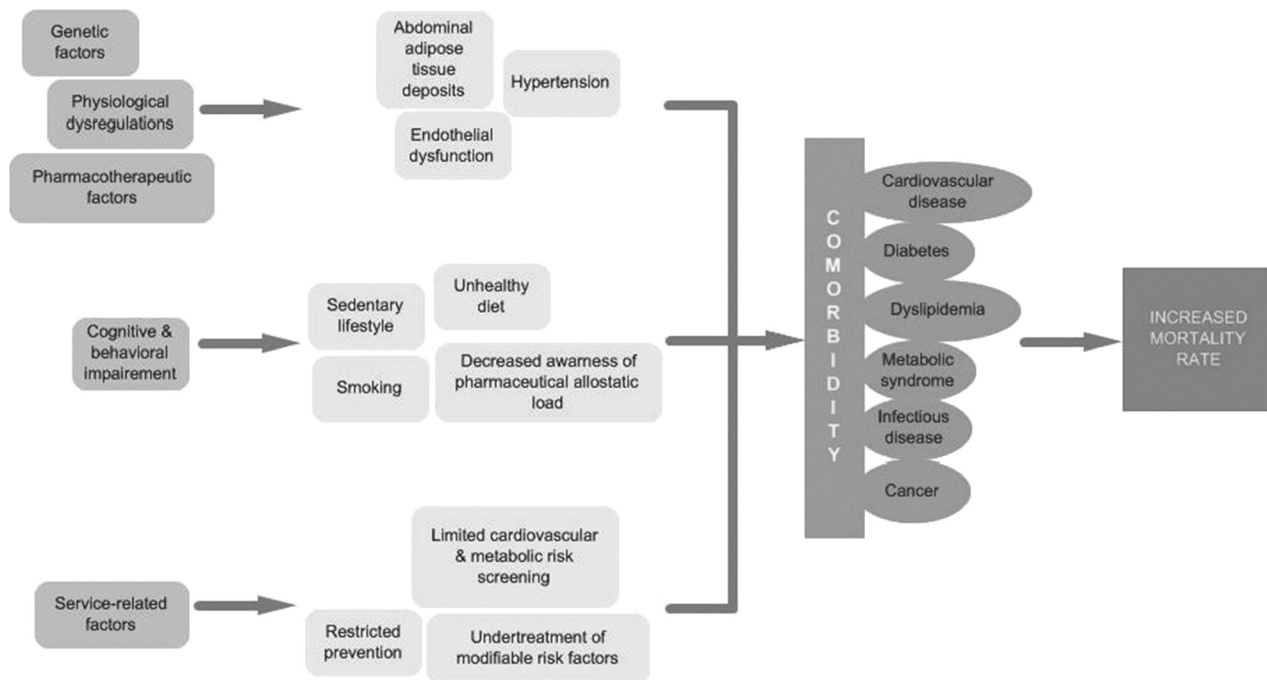 Genetic
factors
Physiological
dysregulations
Pharmacotherapeutic
factors
Abdominal
adipose
tissue
deposits
Hypertension
Endothelial
dysfunction
Cognitive &
behavioral
impairement
Sedentary
lifestyle
Unhealthy
diet
Smoking
Decreased awarness of
pharmaceutical allostatic
load
Service-related
factors
Limited cardiovascular
& metabolic risk
screening
Restricted
prevention
Undertreatment of
modifiable risk factors
COMORBIDITY
Cardiovascular
disease
Diabetes
Dyslipidemia
Metabolic
syndrome
Infectious
disease
Cancer
INCREASED
MORTALITY
RATE